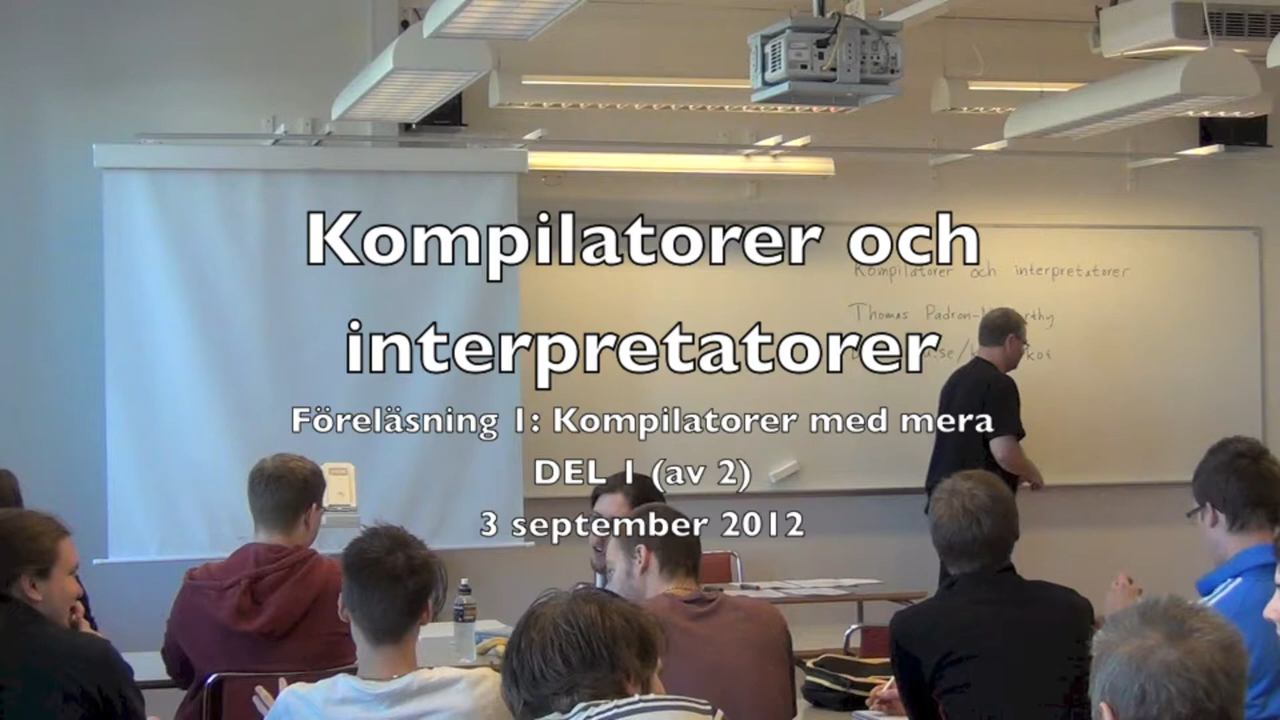 Kompilatorer och
interpretatorer
Föreläsning 1: Kompilatorer med mera
DEL 1 (av 2)
3 september 2012
Kompilatorer och interpretatorer
Thomas